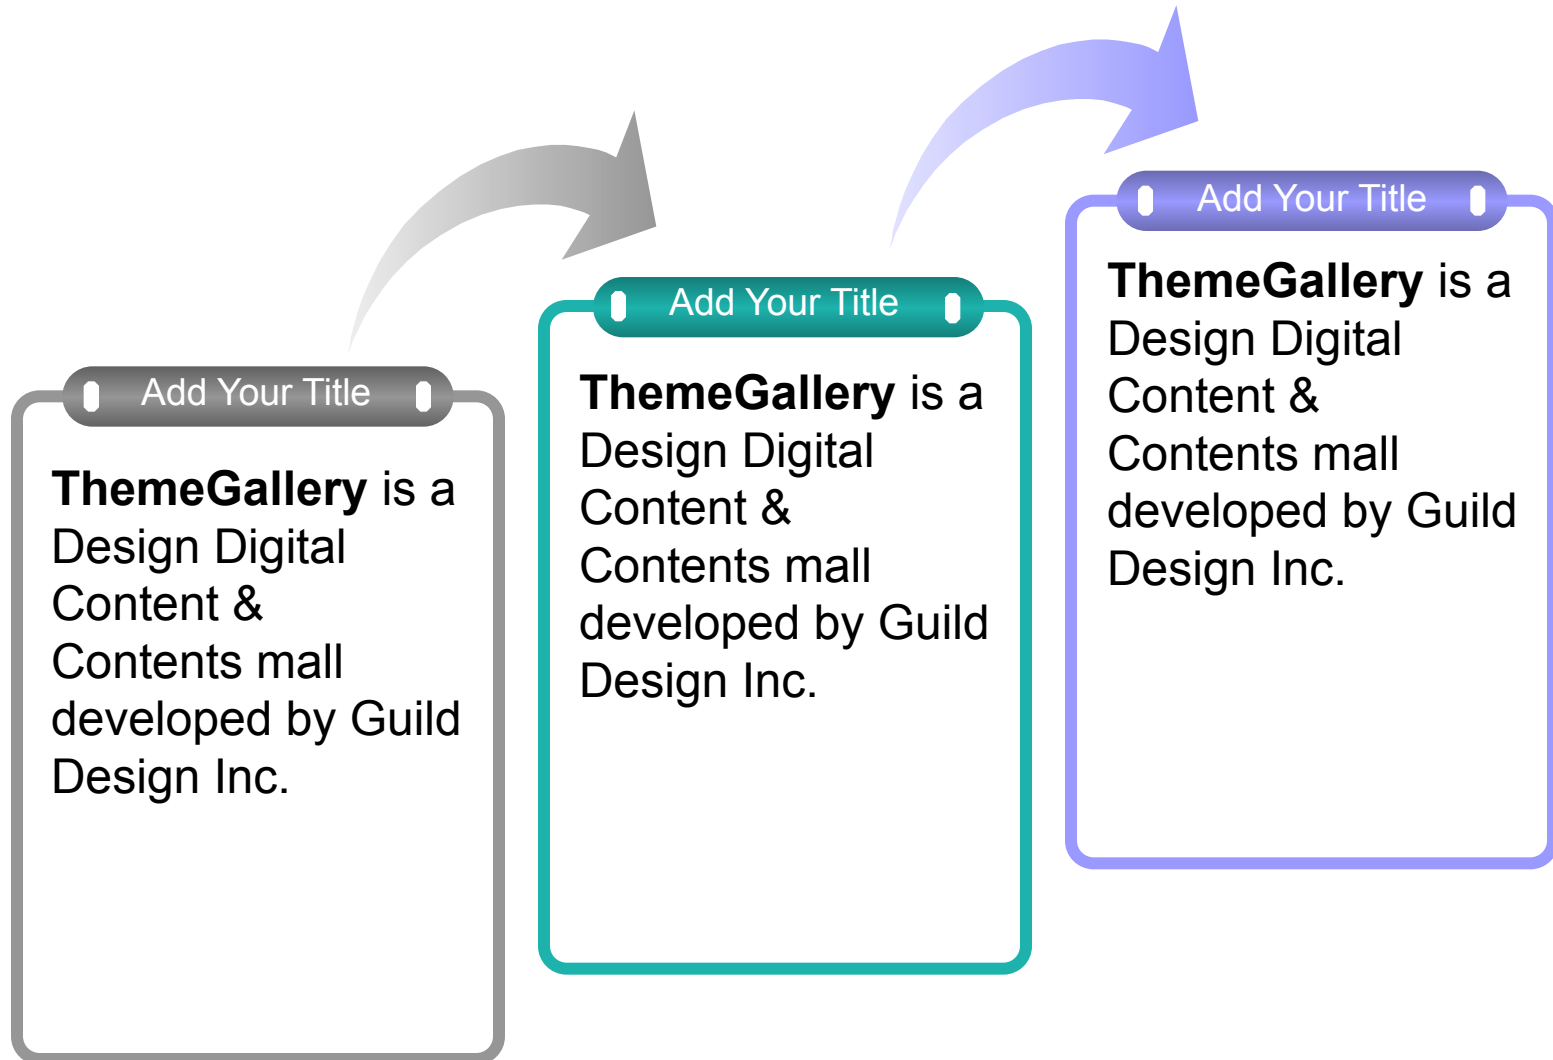 Add Your Title
ThemeGallery is a
Design Digital
Content &
Contents mall
developed by Guild
Design Inc.
Add Your Title
ThemeGallery is a
Design Digital
Content &
Contents mall
developed by Guild
Design Inc.
Add Your Title
ThemeGallery is a
Design Digital
Content &
Contents mall
developed by Guild
Design Inc.